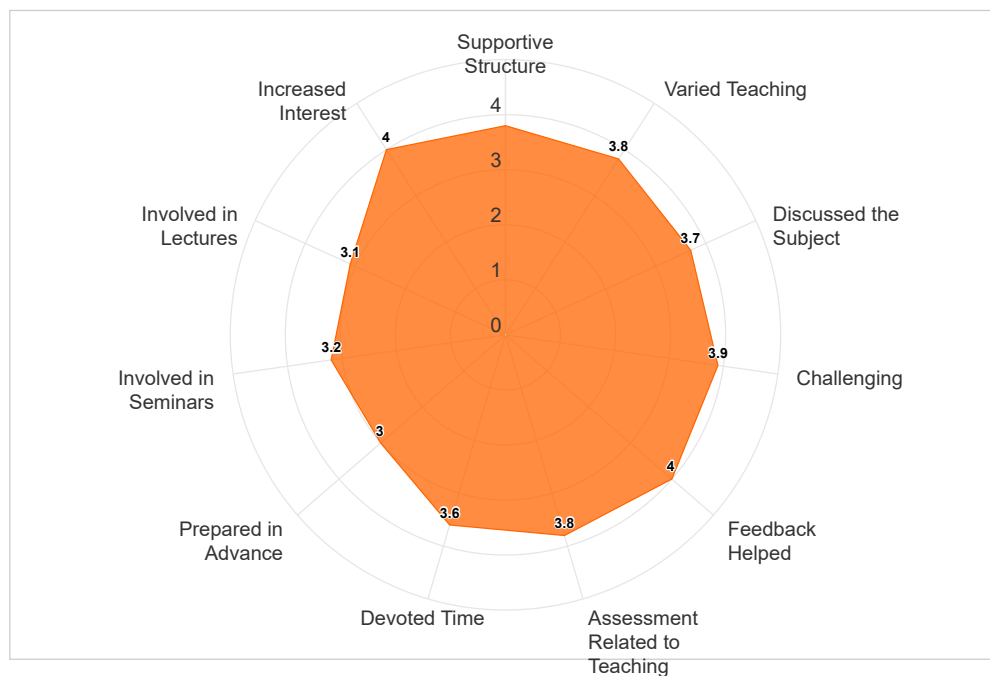 Supportive
Structure
Increased
Interest
Varied Teaching
4
4
3.8
3
Involved in
Lectures
Discussed the
Subject
2
3.7
3.1
1
0
3.2
3.9
Involved in
Seminars
Challenging
3
4
3.6
3.8
Prepared in
Advance
Feedback
Helped
Devoted Time
Assessment
Related to
Teaching